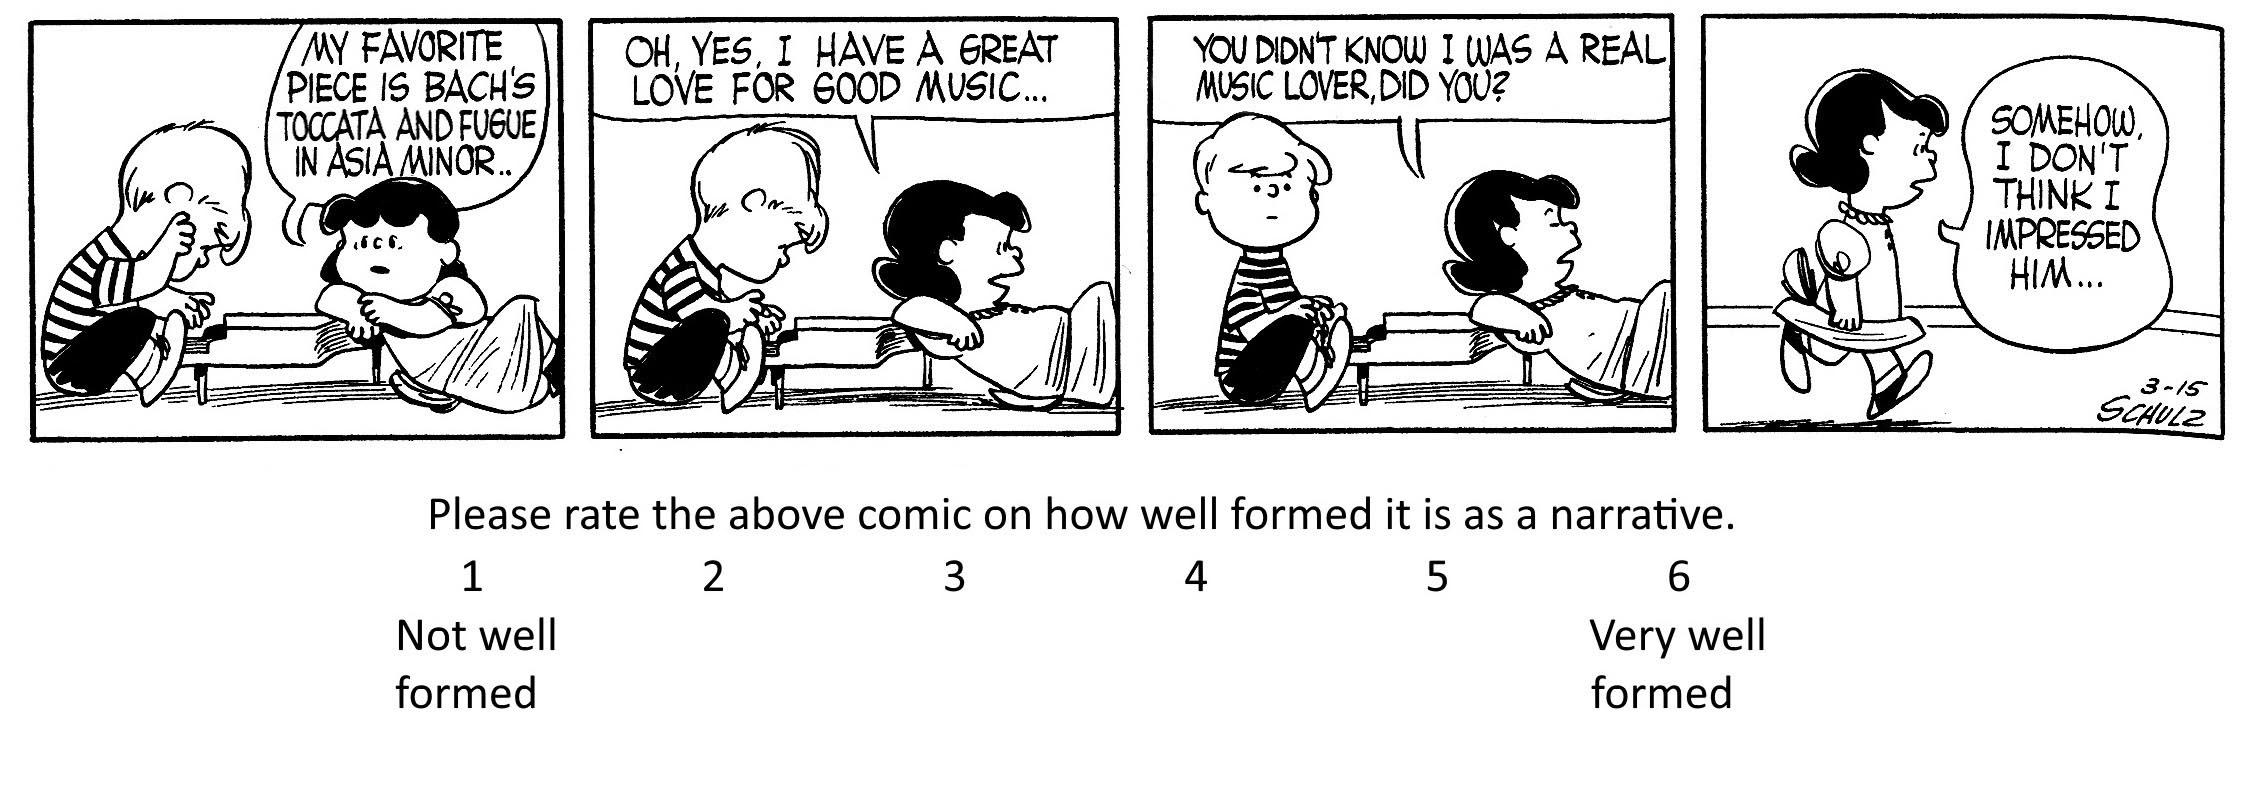 MY FAVORITE
PIECE IS BACH'S
TOCCATA AND FUGUE
IN ASIA MINOR..
OH, YES, I HAVE A GREAT
LOVE FOR GOOD MUSIC...
YOU DIDN'T KNOW I WAS A REAL
MUSIC LOVER, DID YOU?
SOMEHOW,
I DON'T
THINK I
IMPRESSED
HIM...
3-15
SCHULZ
Please rate the above comic on how well formed it is as a narrative.
1 2 3 4 5 6
Not well
formed
Very well
formed